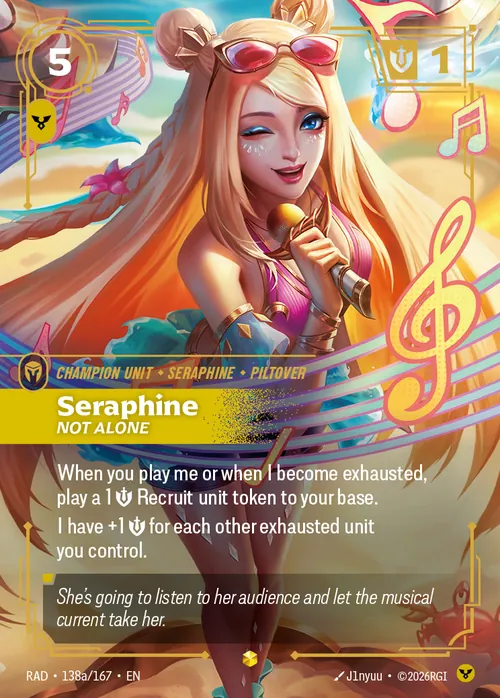 5
1
CHAMPION UNIT • SERAPHINE • PILTOVER
Seraphine
NOT ALONE
When you play me or when I become exhausted,
play a 1 Recruit unit token to your base.
I have +1 for each other exhausted unit
you control.
She's going to listen to her audience and let the musical
current take her.
RAD • 138a/167 • EN
J1nyuu • ©2026RGI